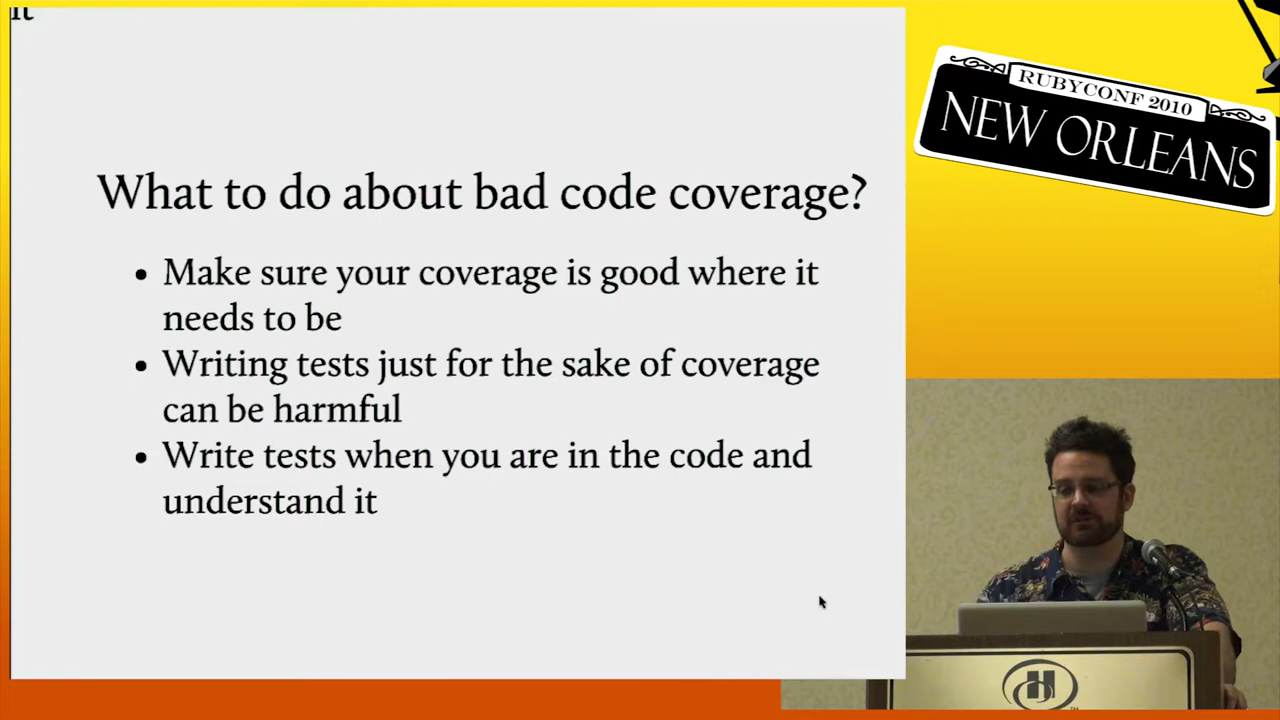 it
What to do about bad code coverage?
• Make sure your coverage is good where it
needs to be
• Writing tests just for the sake of coverage
can be harmful
• Write tests when you are in the code and
understand it
RUBYCONF 2010
NEW ORLEANS
H